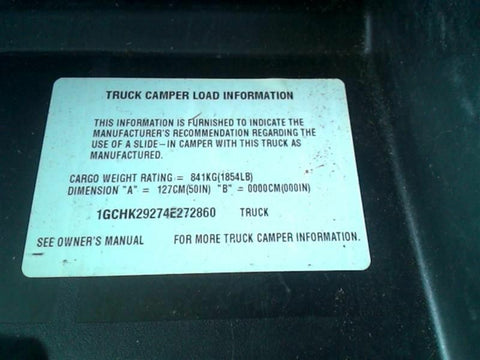 TRUCK CAMPER LOAD INFORMATION
THIS INFORMATION IS FURNISHED TO INDICATE THE
MANUFACTURER'S RECOMMENDATION REGARDING THE
USE OF A SLIDE-IN CAMPER WITH THIS TRUCK AS
MANUFACTURED.
CARGO WEIGHT RATING = 841KG(1854LB)
DIMENSION "A" = 127CM(50IN) "B" = 0000CM(000IN)
1GCHK29274E272860 TRUCK
SEE OWNER'S MANUAL FOR MORE TRUCK CAMPER INFORMATION.